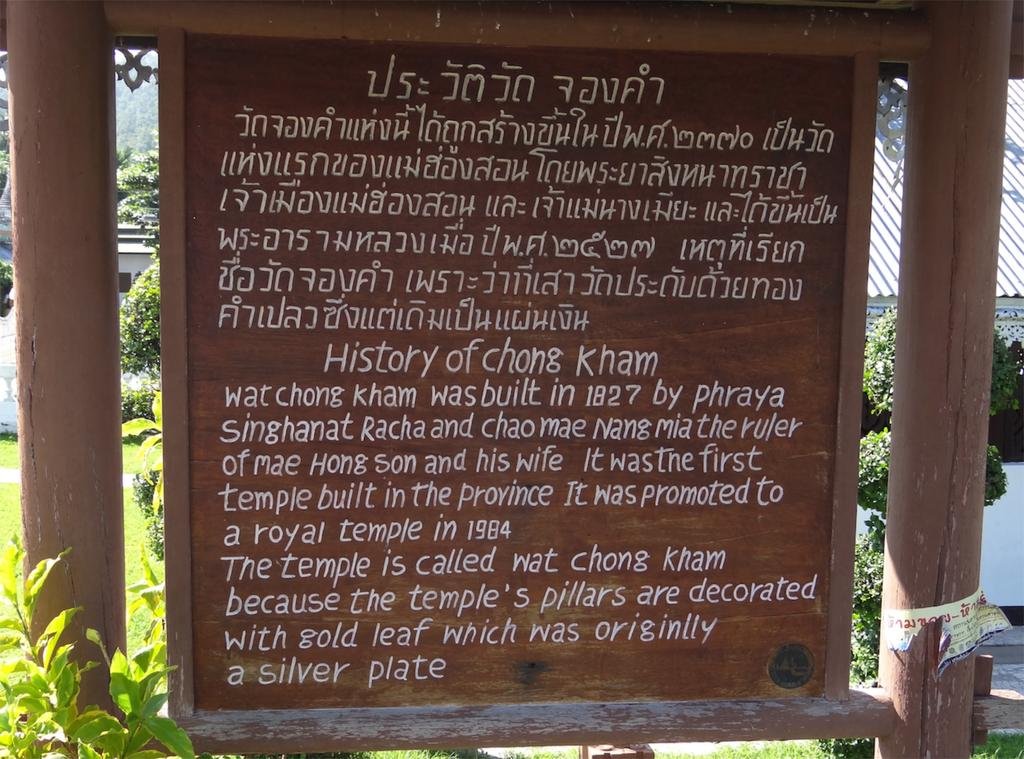 ประวัติวัด จองคำ
วัดจองคำแห่งนี้ ได้ถูกสร้างขึ้นใน ปีพ.ศ.๒๓๗๐ เป็นวัด
แห่งแรกของแม่ฮ่องสอน โดยพระยาสิงหนาทราชา
เจ้าเมืองแม่ฮ่องสอน และ เจ้าแม่นางเมียะ และได้ขึ้นเป็น
พระอารามหลวงเมื่อ ปีพ.ศ.๒๕๒๗ เหตุที่เรียก
ชื่อวัด จองคำ เพราะว่าที่เสาวัดประดับด้วยทอง
คำเปลว ซึ่งแต่เดิมเป็นแผ่นเงิน
History of chong Kham
wat chong kham was built in 1827 by phraya
singhanat Racha and chao mae Nang mia the ruler
of mae Hong son and his wife It was the first
temple built in the province It was promoted to
a royal temple in 1984
The temple is called wat chong kham
because the temple's pillars are decorated
with gold leaf which was originlly
a silver plate